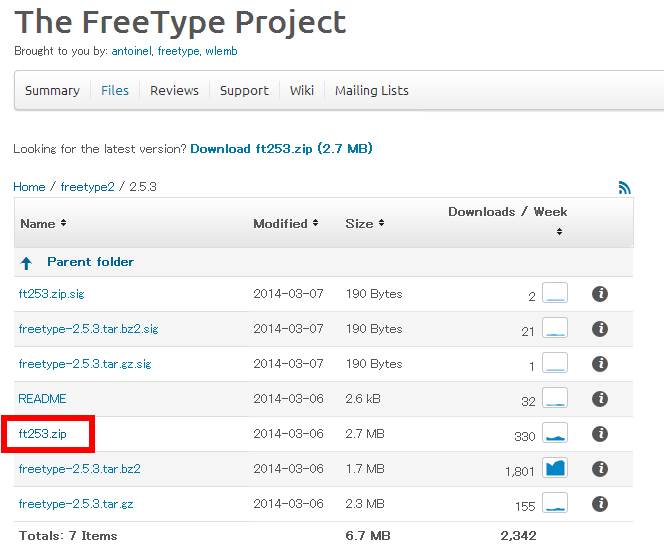 The FreeType Project
Brought to you by: antoinel, freetype, wlemb
Summary Files Reviews Support Wiki Mailing Lists
Looking for the latest version? Download ft253.zip (2.7 MB)
Home / freetype2 / 2.5.3
Name Modified Size Downloads / Week
Parent folder
ft253.zip.sig 2014-03-07 190 Bytes 2
freetype-2.5.3.tar.bz2.sig 2014-03-07 190 Bytes 21
freetype-2.5.3.tar.gz.sig 2014-03-07 190 Bytes 1
README 2014-03-06 2.6 kB 32
ft253.zip 2014-03-06 2.7 MB 330
freetype-2.5.3.tar.bz2 2014-03-06 1.7 MB 1,801
freetype-2.5.3.tar.gz 2014-03-06 2.3 MB 155
Totals: 7 Items 6.7 MB 2,342